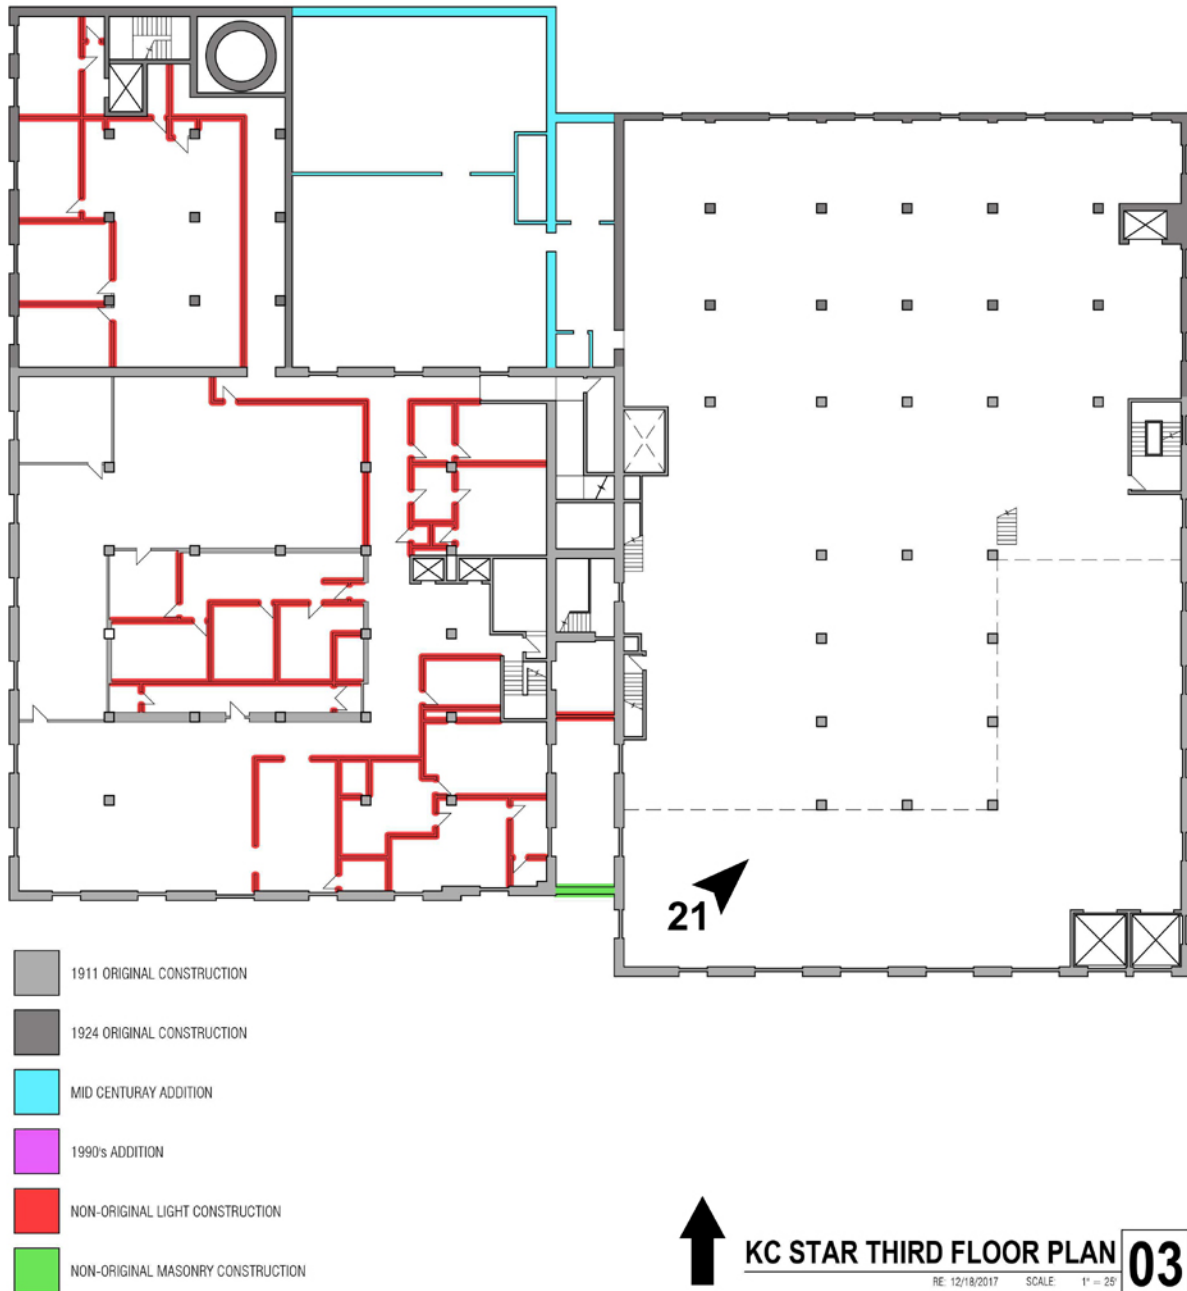 21
1911 ORIGINAL CONSTRUCTION
1924 ORIGINAL CONSTRUCTION
MID CENTURAY ADDITION
1990's ADDITION
NON-ORIGINAL LIGHT CONSTRUCTION
NON-ORIGINAL MASONRY CONSTRUCTION
KC STAR THIRD FLOOR PLAN 03
RE: 12/18/2017 SCALE: 1" = 25'